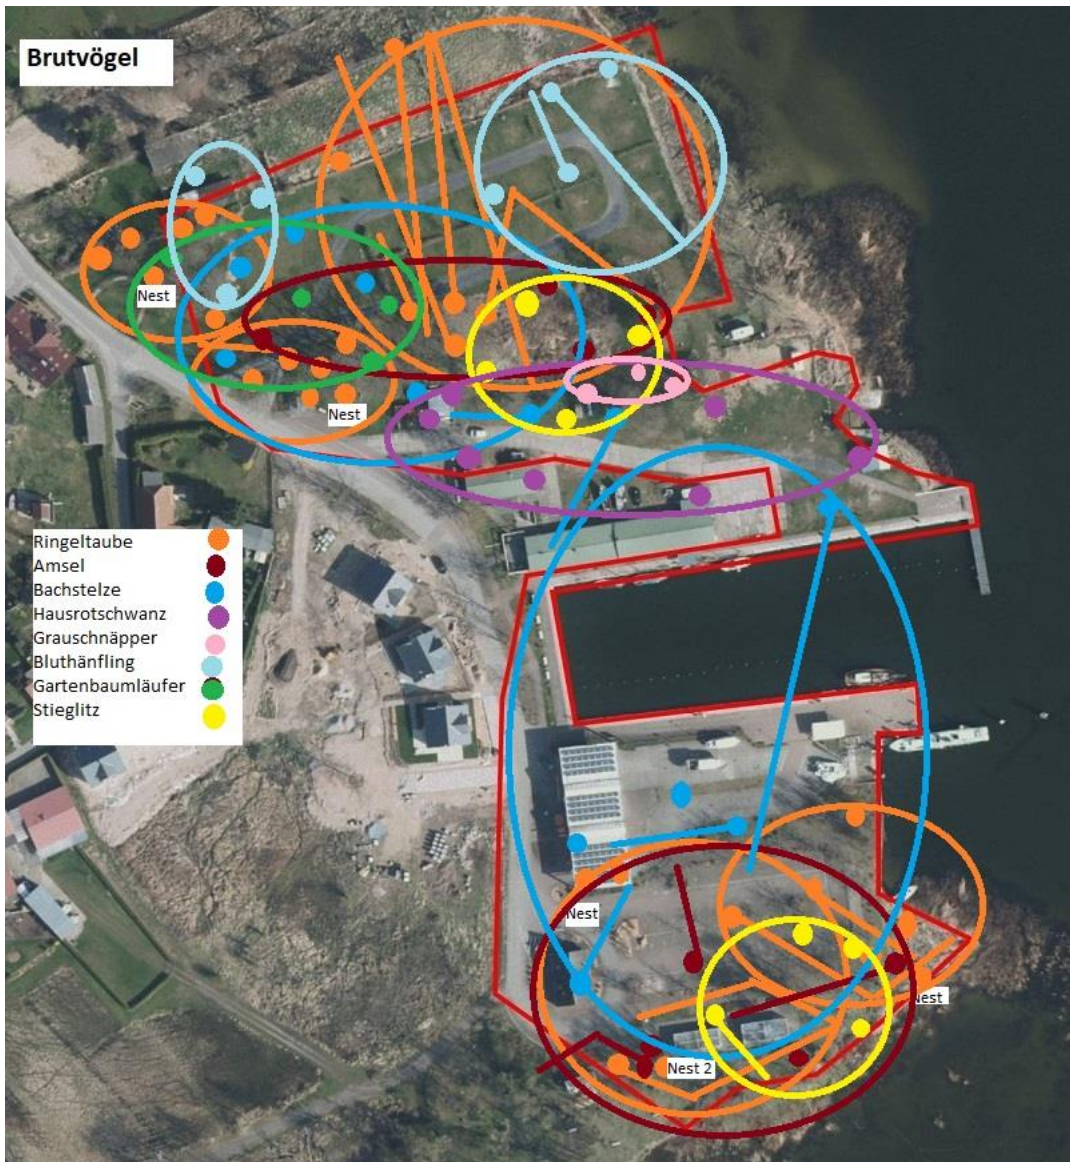 Brutvögel
Nest
Nest
Ringeltaube
Amsel
Bachstelze
Hausrotschwanz
Grauschnäpper
Bluthänfling
Gartenbaumläufer
Stieglitz
Nest
Nest
Nest 2